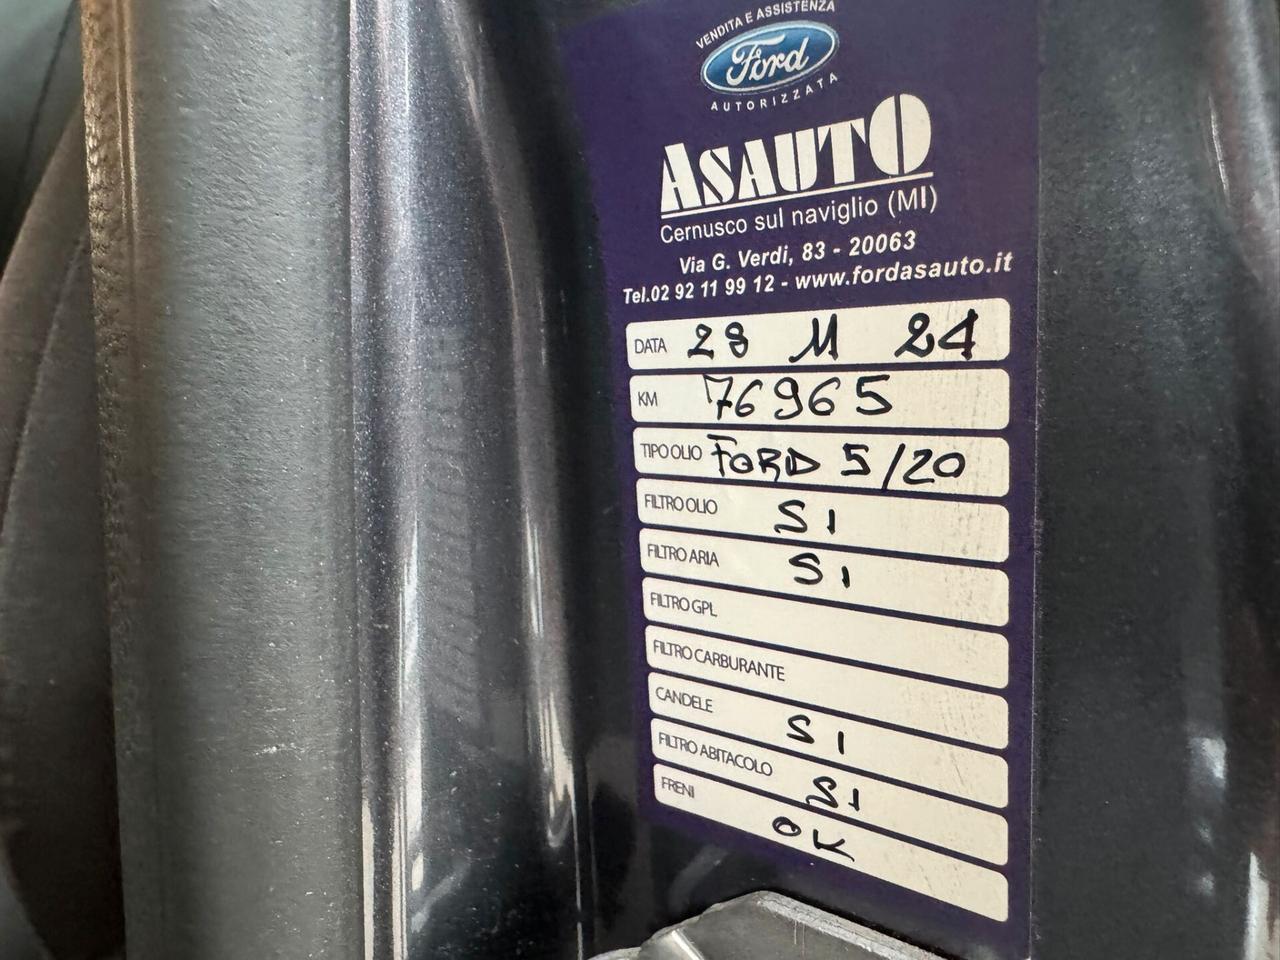 VENDITA E ASSISTENZA
Ford
AUTORIZZATA
ASAUTO
Cernusco sul naviglio (MI)
Via G. Verdi, 83 - 20063
Tel.02 92 11 99 12 - www.fordasauto.it
DATA 28 11 24
KM 76965
TIPO OLIO FORD 5/20
FILTRO OLIO SI
FILTRO ARIA SI
FILTRO GPL
FILTRO CARBURANTE
CANDELE SI
FILTRO ABITACOLO SI
FRENI OK